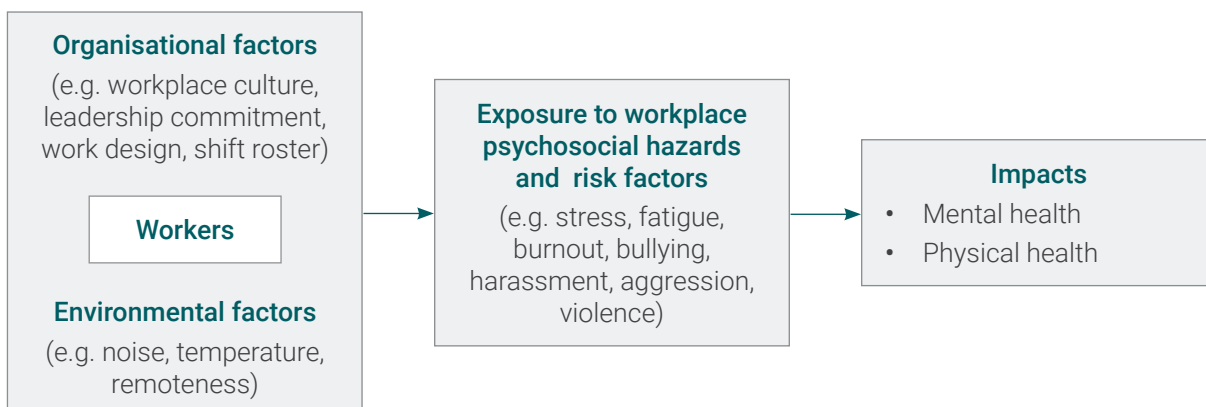 Organisational factors
(e.g. workplace culture,
leadership commitment,
work design, shift roster)
Workers
Environmental factors
(e.g. noise, temperature,
remoteness)
Exposure to workplace
psychosocial hazards
and risk factors
(e.g. stress, fatigue,
burnout, bullying,
harassment, aggression,
violence)
Impacts
• Mental health
• Physical health